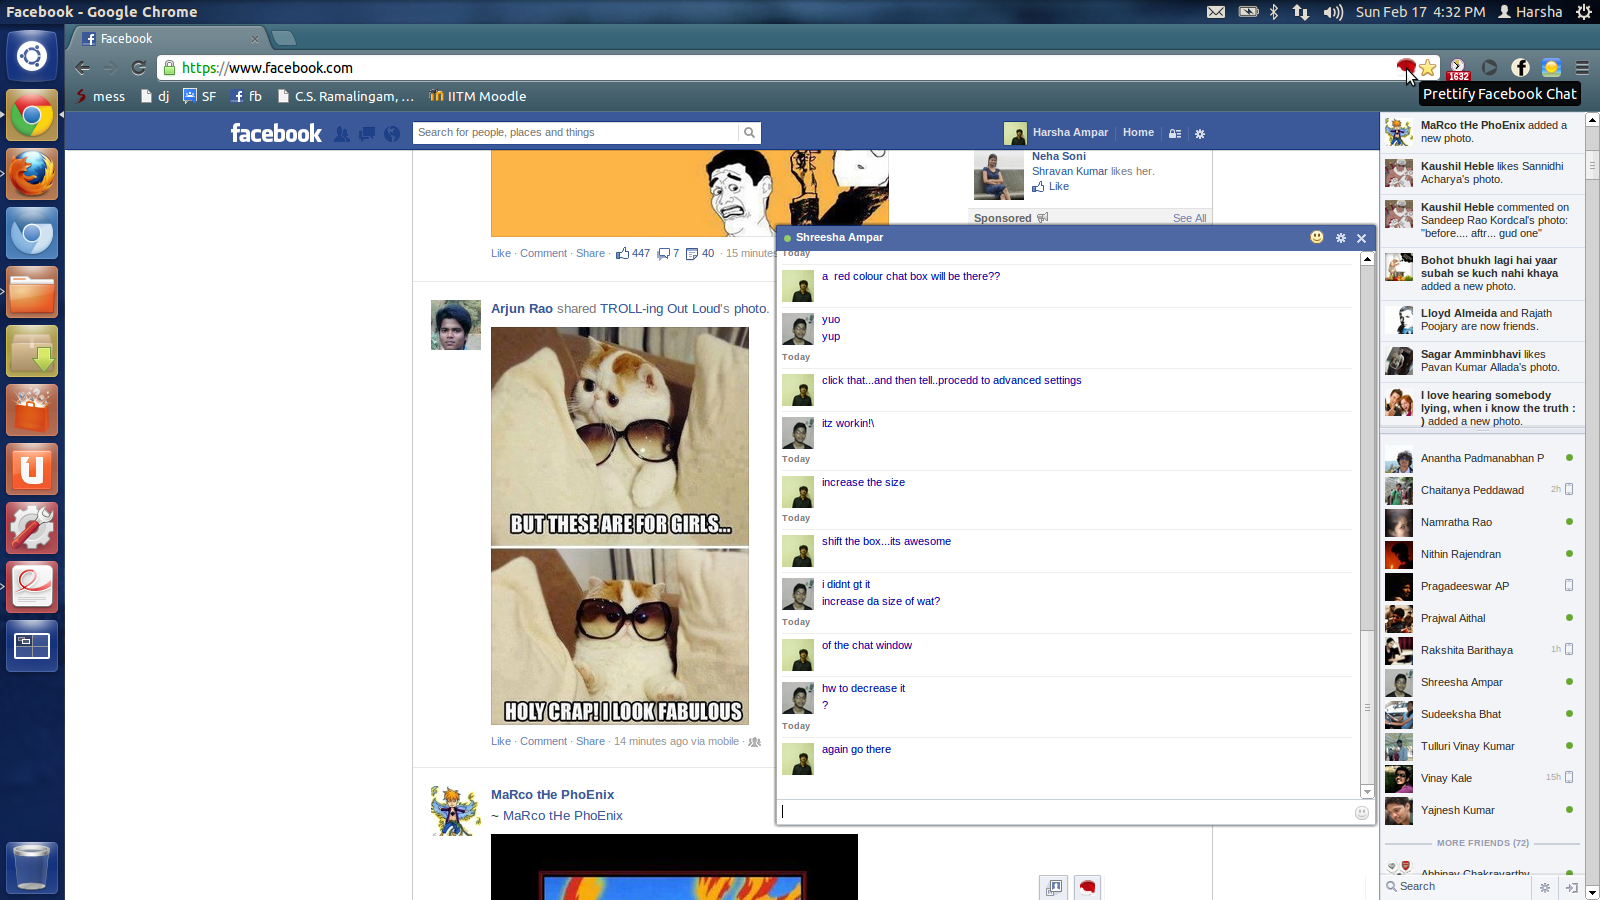 Facebook - Google Chrome
Sun Feb 17 4:32 PM
Harsha
Facebook
https://www.facebook.com
1632
Prettify Facebook Chat
mess
dj
SF
fb
C.S. Ramalingam, ...
IITM Moodle
facebook
Search for people, places and things
Harsha Ampar
Home
Neha Soni
Shravan Kumar likes her.
Like
Sponsored
See All
Like · Comment · Share · 447 7 40 · 15 minutes
Arjun Rao shared TROLL-ing Out Loud's photo.
BUT THESE ARE FOR GIRLS...
HOLY CRAP! I LOOK FABULOUS
Like · Comment · Share · 14 minutes ago via mobile ·
MaRco tHe PhoEnix
~ MaRco tHe PhoEnix
Shreesha Ampar
Today
a  red colour chat box will be there??
yuo
yup
Today
click that...and then tell..procedd to advanced settings
itz workin!\
Today
increase the size
Today
shift the box...its awesome
i didnt gt it
increase da size of wat?
Today
of the chat window
hw to decrease it
?
Today
again go there
MaRco tHe PhoEnix added a
new photo.
Kaushil Heble likes Sannidhi
Acharya's photo.
Kaushil Heble commented on
Sandeep Rao Kordcal's photo:
"before.... aftr... gud one"
Bohot bhukh lagi hai yaar
subah se kuch nahi khaya
added a new photo.
Lloyd Almeida and Rajath
Poojary are now friends.
Sagar Amminbhavi likes
Pavan Kumar Allada's photo.
I love hearing somebody
lying, when i know the truth :
) added a new photo.
Anantha Padmanabhan P
Chaitanya Peddawad 2h
Namratha Rao
Nithin Rajendran
Pragadeeswar AP
Prajwal Aithal
Rakshita Barithaya 1h
Shreesha Ampar
Sudeeksha Bhat
Tulluri Vinay Kumar
Vinay Kale 15h
Yajnesh Kumar
MORE FRIENDS (72)
Abhinav Chakravarthy
Search